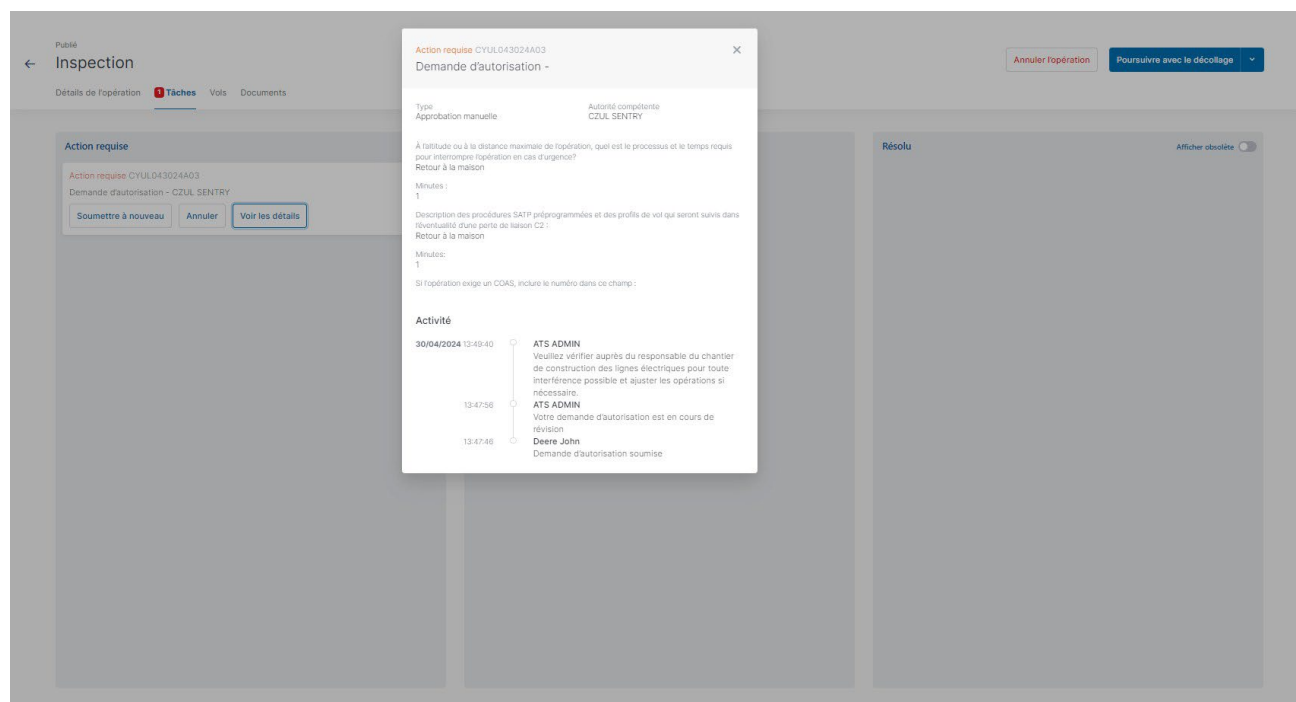 Publié
Inspection
Annuler l'opération
Poursuivre avec le décollage
Détails de l'opération
1 Tâches
Vols
Documents
Action requise
Action requise CYUL043024A03
Demande d'autorisation - CZUL SENTRY
Soumettre à nouveau
Annuler
Voir les détails
Action requise CYUL043024A03
Demande d'autorisation -
Type
Approbation manuelle
Autorité compétente
CZUL SENTRY
À l'altitude ou à la distance maximale de l'opération, quel est le processus et le temps requis
pour interrompre l'opération en cas d'urgence?
Retour à la maison
Minutes :
1
Description des procédures SATP préprogrammées et des profils de vol qui seront suivis dans
l'éventualité d'une perte de liaison C2 :
Retour à la maison
Minutes:
1
Si l'opération exige un COAS, inclure le numéro dans ce champ :
Activité
30/04/2024 13:49:40
ATS ADMIN
Veuillez vérifier auprès du responsable du chantier
de construction des lignes électriques pour toute
interférence possible et ajuster les opérations si
nécessaire.
13:47:56
ATS ADMIN
Votre demande d'autorisation est en cours de
révision
13:47:46
Deere John
Demande d'autorisation soumise
Résolu
Afficher obsolète